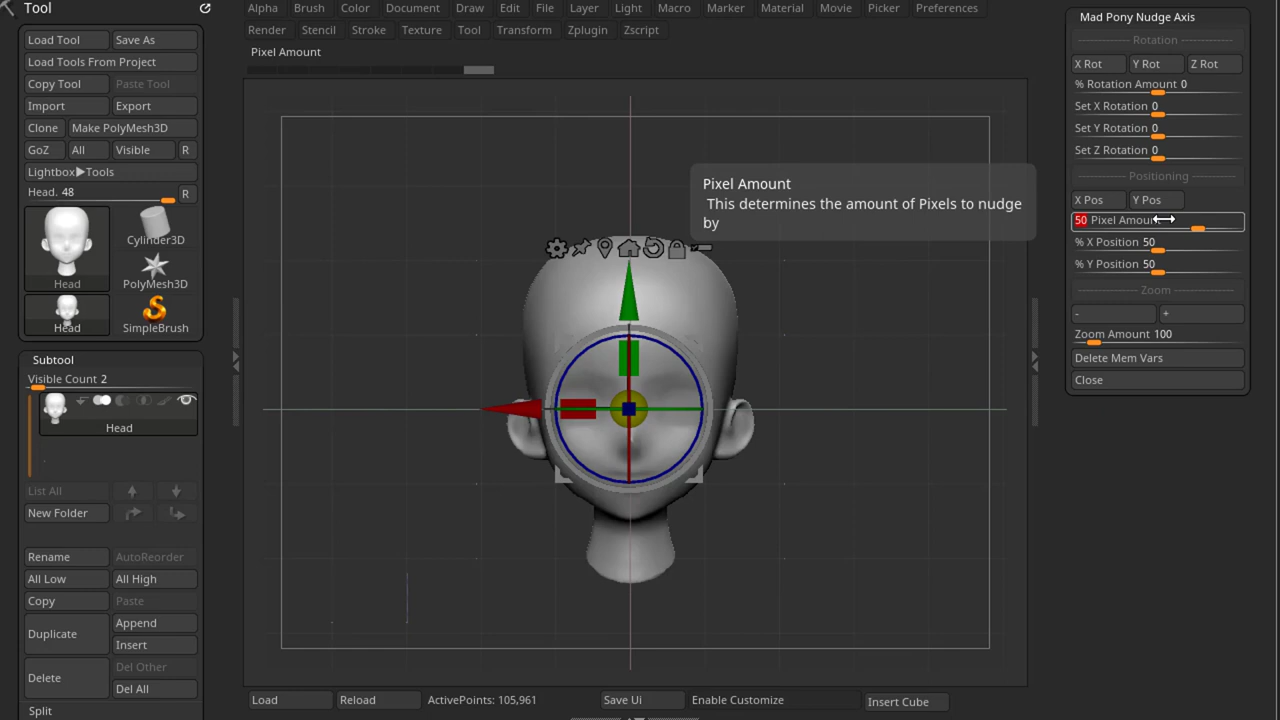 Tool
Load Tool Save As
Load Tools From Project
Copy Tool Paste Tool
Import Export
Clone Make PolyMesh3D
GoZ All Visible R
Lightbox▶Tools
Head. 48 R
Head
Cylinder3D
PolyMesh3D
Head
SimpleBrush
Subtool
Visible Count 2
Head
List All
New Folder
Rename AutoReorder
All Low All High
Copy Paste
Duplicate
Append
Insert
Delete
Del Other
Del All
Split
Alpha Brush Color Document Draw Edit File Layer Light Macro Marker Material Movie Picker Preferences
Render Stencil Stroke Texture Tool Transform Zplugin Zscript
Pixel Amount
Pixel Amount
This determines the amount of Pixels to nudge
by
Load Reload ActivePoints: 105,961 Save Ui Enable Customize Insert Cube
Mad Pony Nudge Axis
Rotation
X Rot Y Rot Z Rot
% Rotation Amount 0
Set X Rotation 0
Set Y Rotation 0
Set Z Rotation 0
Positioning
X Pos Y Pos
50 Pixel Amount
% X Position 50
% Y Position 50
Zoom
- +
Zoom Amount 100
Delete Mem Vars
Close